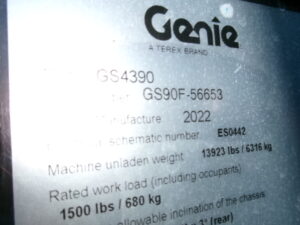 Genie
A TEREX BRAND
GS4390
GS90F-56653
2022
schematic number ES0442
Machine unladen weight 13923 lbs / 6316 kg
Rated work load (including occupants)
1500 lbs / 680 kg
allowable inclination of the chassis
(rear)